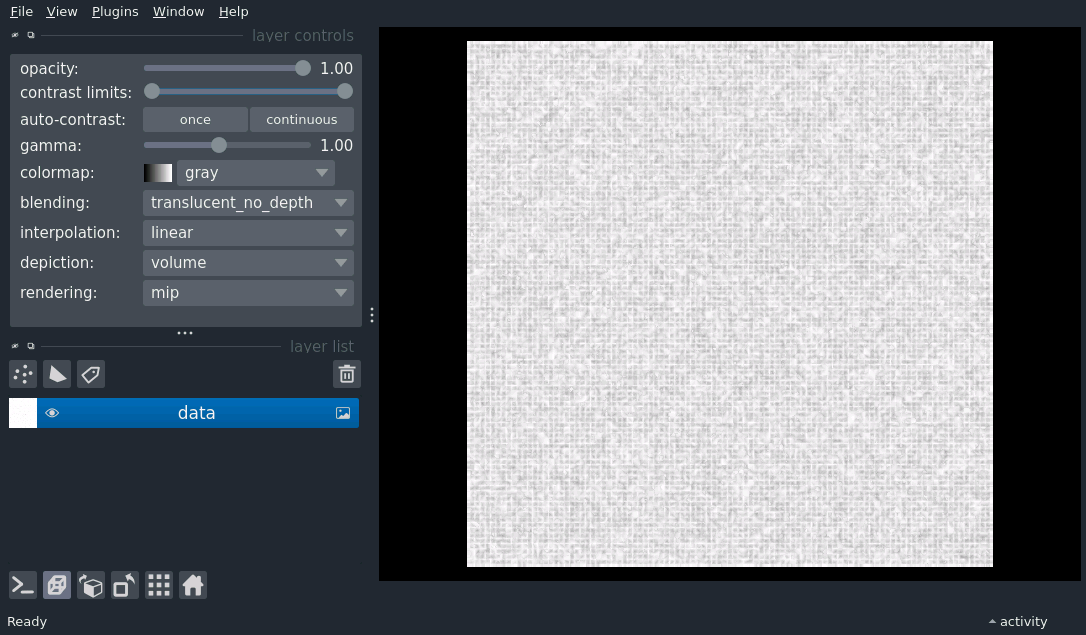 File View Plugins Window Help
layer controls
opacity: 1.00
contrast limits:
auto-contrast: once continuous
gamma: 1.00
colormap: gray
blending: translucent_no_depth
interpolation: linear
depiction: volume
rendering: mip
layer list
data
Ready activity